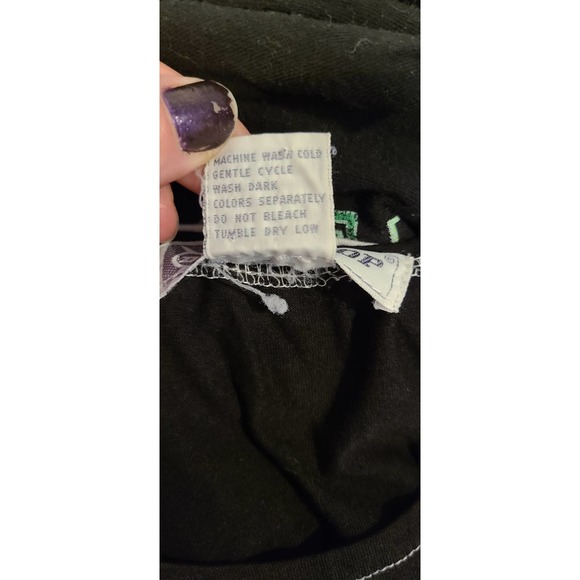 MACHINE WASH COLD
GENTLE CYCLE
WASH DARK
COLORS SEPARATELY
DO NOT BLEACH
TUMBLE DRY LOW